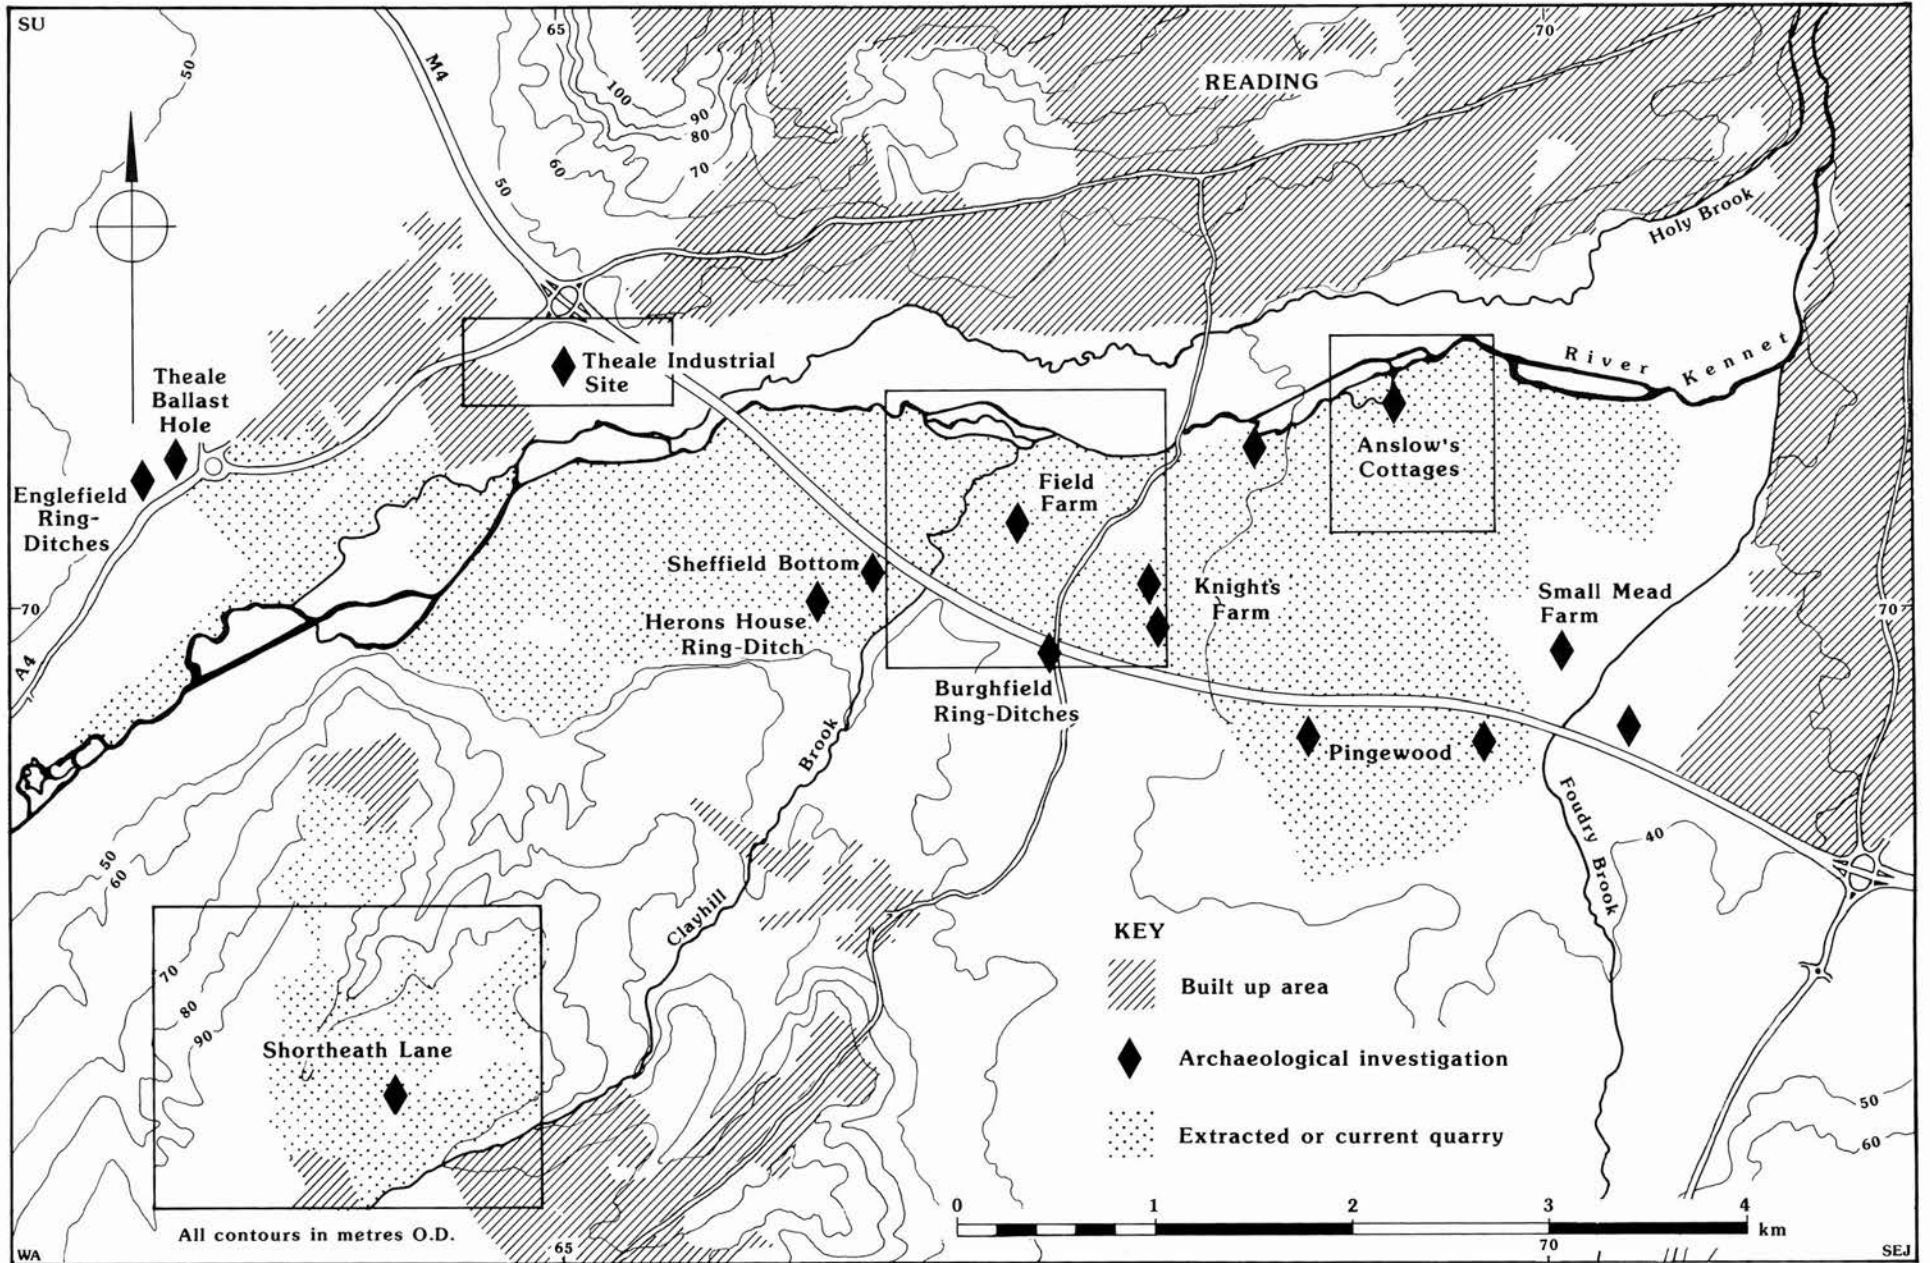 SU
65
70
50
M4
READING
100
90
80
70
60
50
Holy Brook
Theale Industrial
Site
River Kennet
Theale
Ballast
Hole
Anslow's
Cottages
Englefield
Ring-
Ditches
Field
Farm
Sheffield Bottom
Knight's
Farm
Small Mead
Farm
70
70
Herons House
Ring-Ditch
A4
Burghfield
Ring-Ditches
Pingewood
Brook
Foudry Brook
40
50
60
Clayhill
KEY
70
80
90
Built up area
Shortheath Lane
Archaeological investigation
50
60
Extracted or current quarry
0 1 2 3 4
km
All contours in metres O.D.
WA
65
70
SEJ